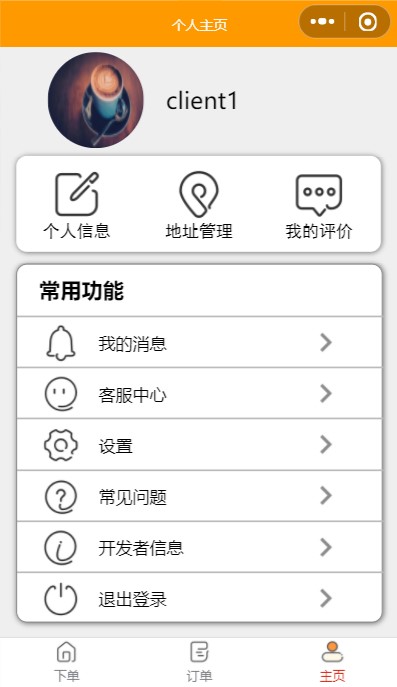 个人主页
client1
个人信息 地址管理 我的评价
常用功能
我的消息
客服中心
设置
常见问题
开发者信息
退出登录
下单 订单 主页